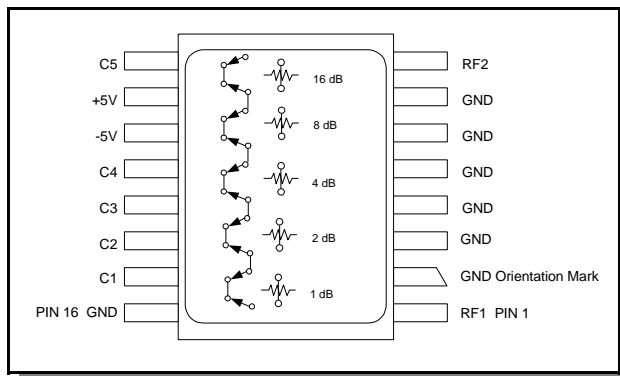 C5
RF2
16 dB
+5V
GND
-5V
8 dB
GND
C4
4 dB
GND
C3
GND
C2
2 dB
GND
C1
GND Orientation Mark
1 dB
PIN 16 GND
RF1 PIN 1